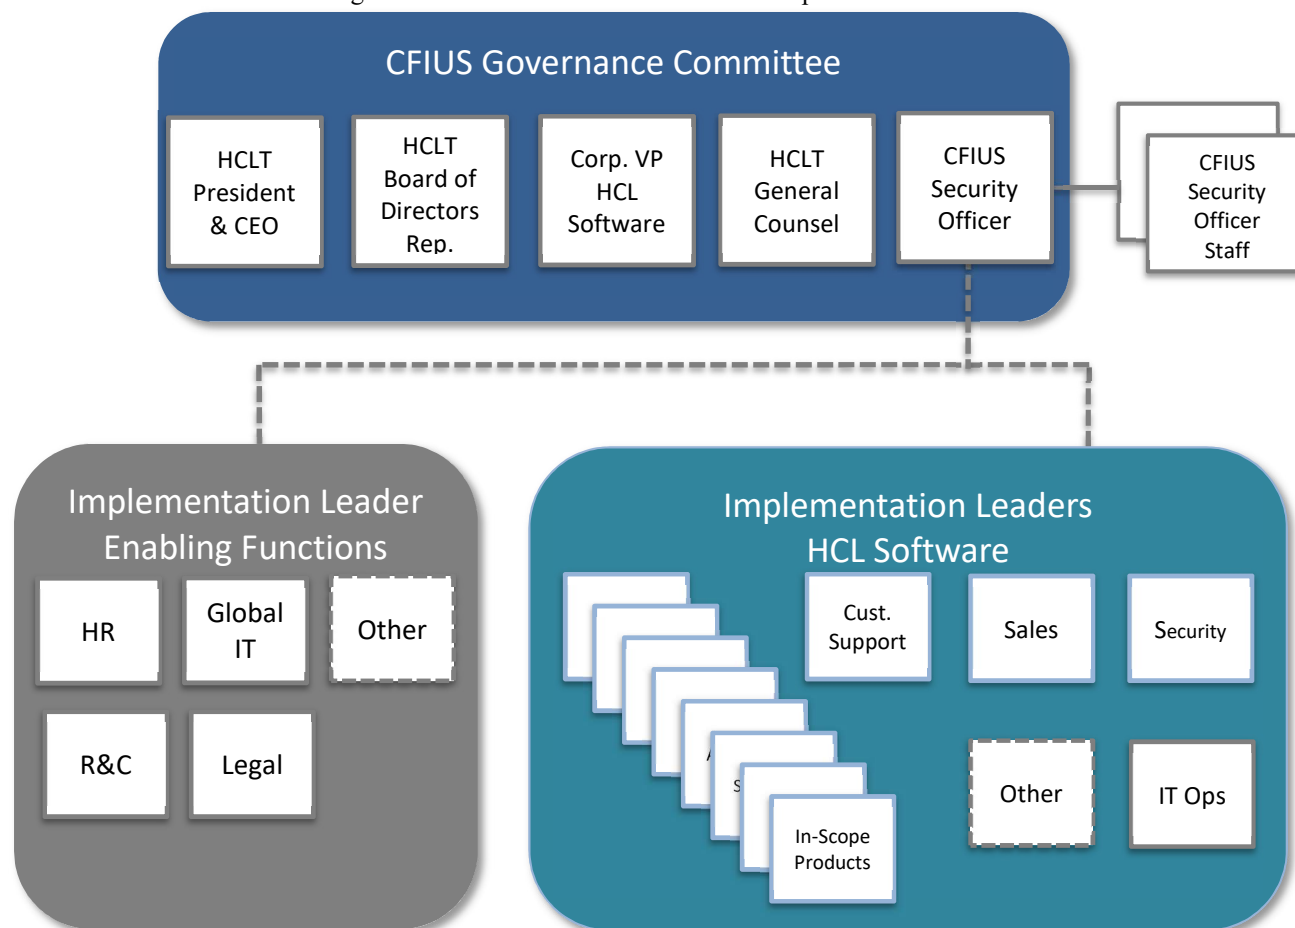 CFIUS Governance Committee
HCLT
President
& CEO
HCLT
Board of
Directors
Rep.
Corp. VP
HCL
Software
HCLT
General
Counsel
CFIUS
Security
Officer
CFIUS
Security
Officer
Staff
Implementation Leader
Enabling Functions
HR
Global
IT
Other
R&C
Legal
Implementation Leaders
HCL Software
Cust.
Support
Sales
Security
In-Scope
Products
Other
IT Ops